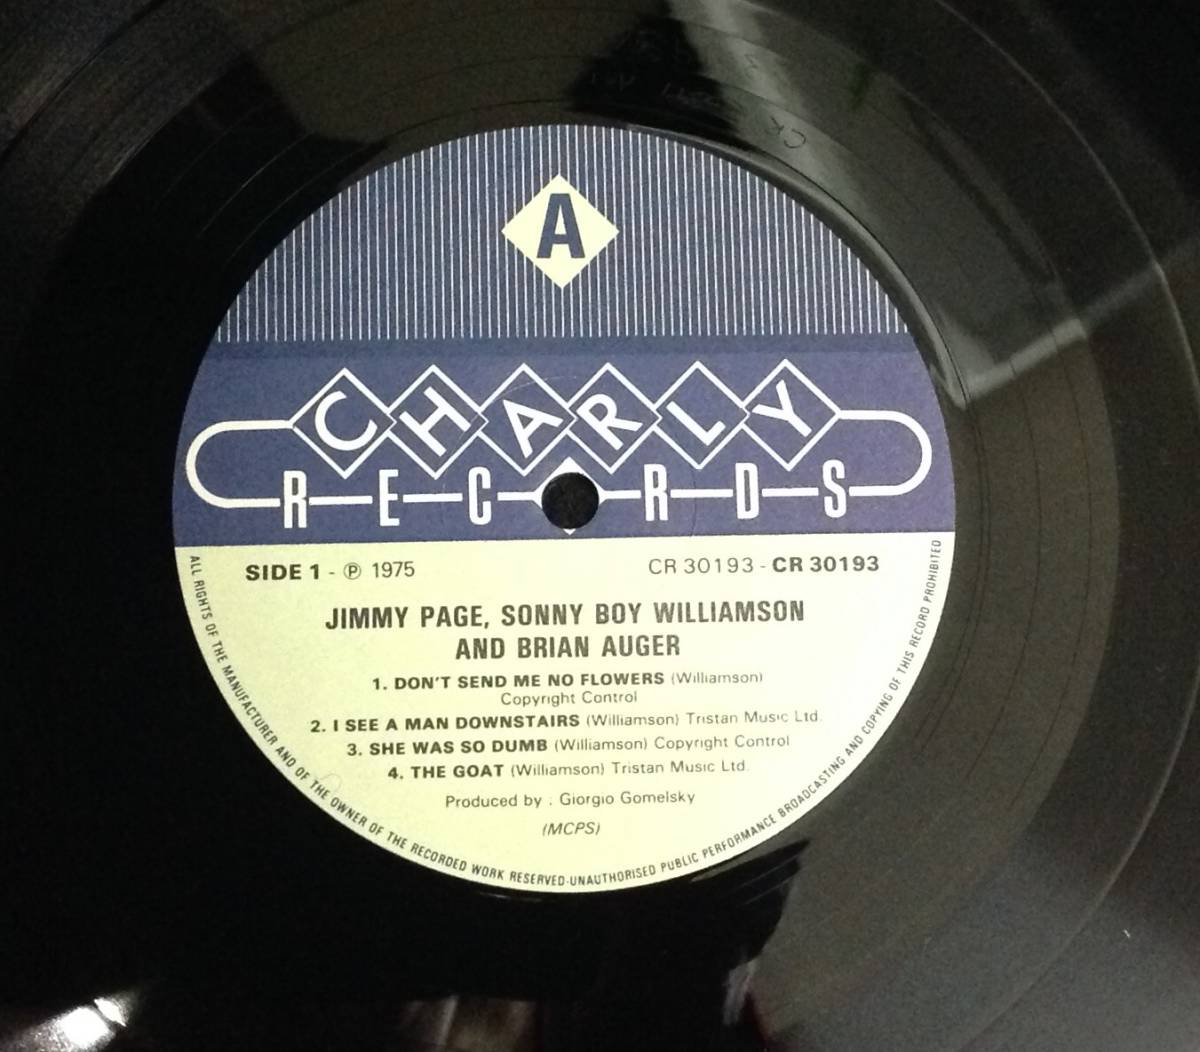 A
CHARLY
RECORDS
SIDE 1 - ℗ 1975
CR 30193 - CR 30193
JIMMY PAGE, SONNY BOY WILLIAMSON
AND BRIAN AUGER
1. DON'T SEND ME NO FLOWERS (Williamson)
Copyright Control
2. I SEE A MAN DOWNSTAIRS (Williamson) Tristan Music Ltd.
3. SHE WAS SO DUMB (Williamson) Copyright Control
4. THE GOAT (Williamson) Tristan Music Ltd.
Produced by : Giorgio Gomelsky
(MCPS)
ALL RIGHTS OF THE MANUFACTURER AND OF THE OWNER OF THE RECORDED WORK RESERVED-UNAUTHORISED PUBLIC PERFORMANCE BROADCASTING AND COPYING OF THIS RECORD PROHIBITED
CR